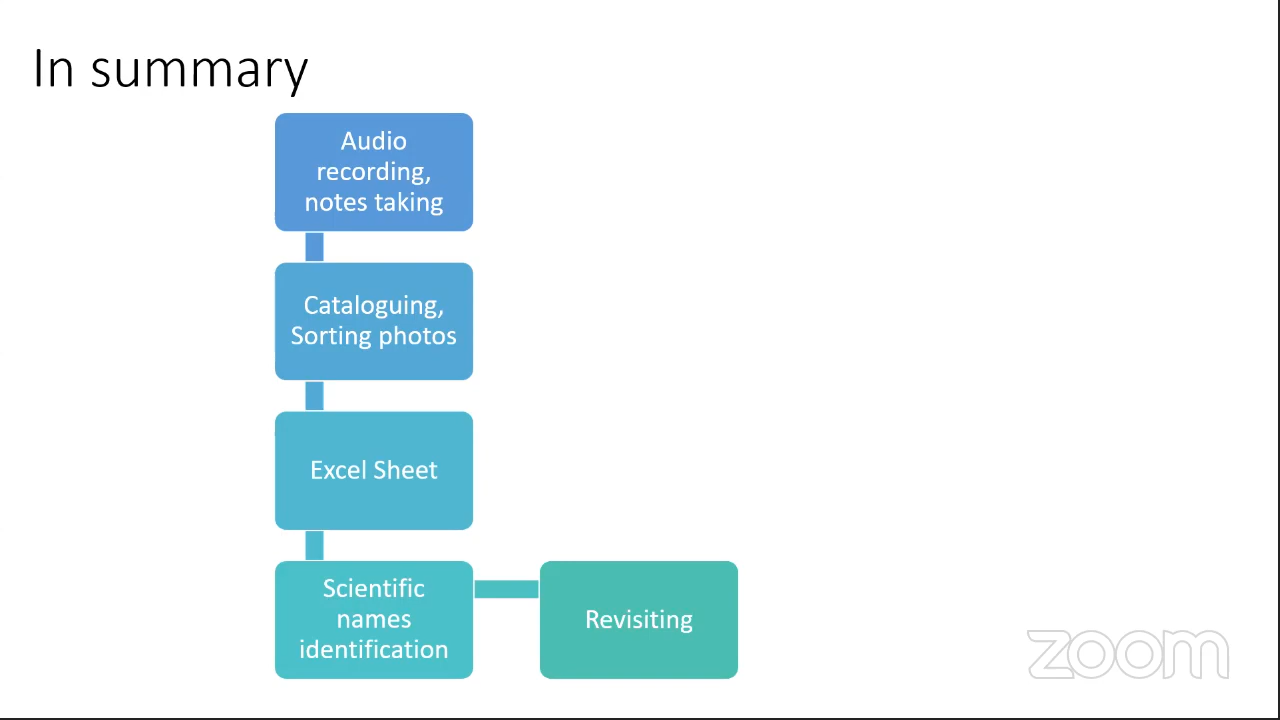 In summary
Audio
recording,
notes taking
Cataloguing,
Sorting photos
Excel Sheet
Scientific
names
identification
Revisiting
zoom